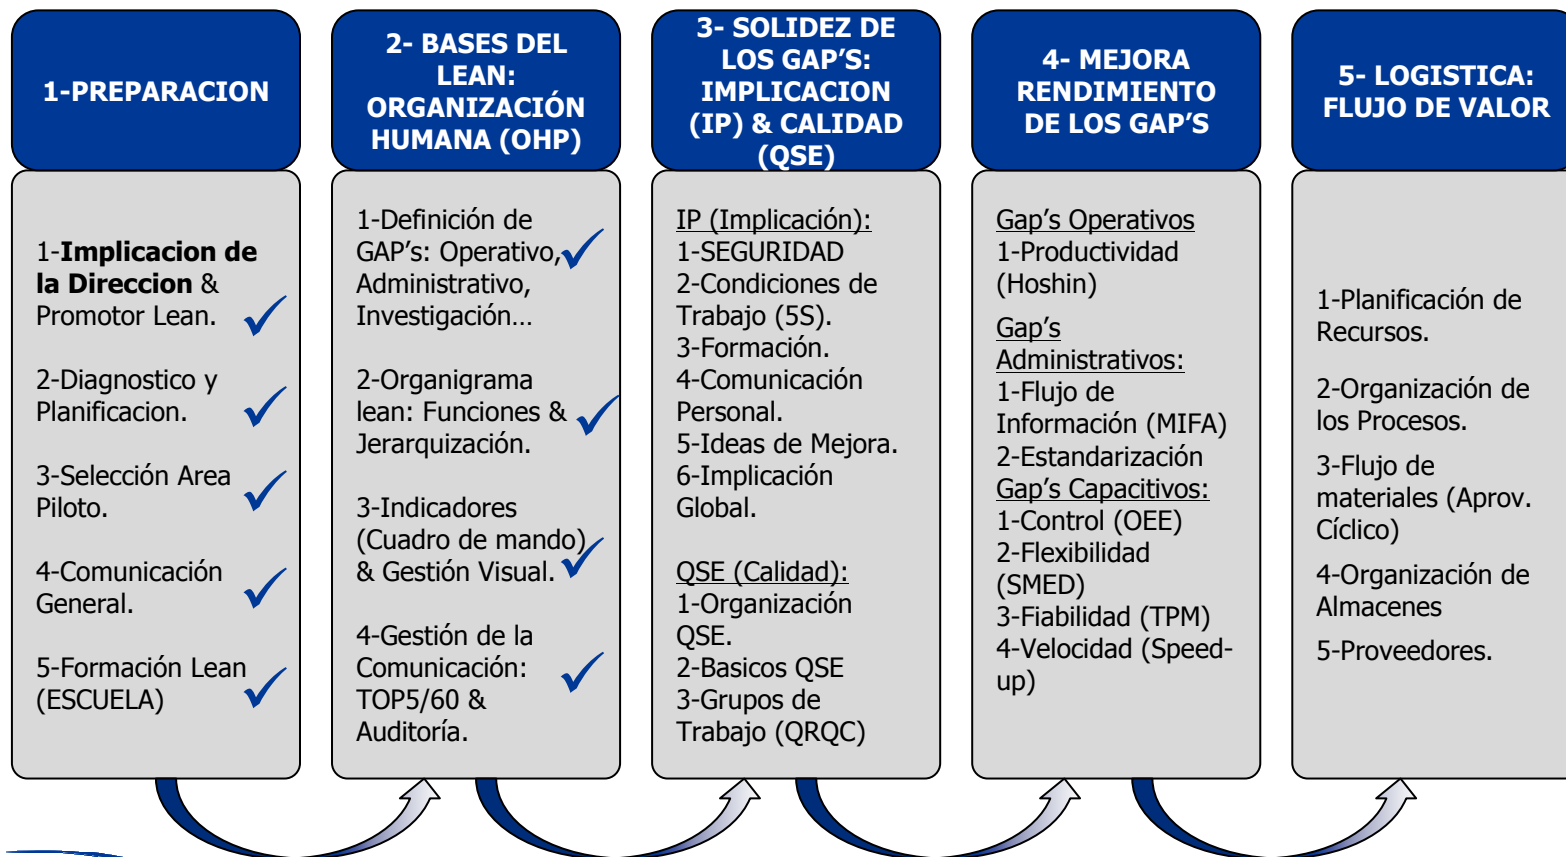 1-PREPARACION
1-Implicacion de
la Direccion &
Promotor Lean.
2-Diagnostico y
Planificacion.
3-Selección Area
Piloto.
4-Comunicación
General.
5-Formación Lean
(ESCUELA)
2- BASES DEL
LEAN:
ORGANIZACIÓN
HUMANA (OHP)
1-Definición de
GAP's: Operativo,
Administrativo,
Investigación...
2-Organigrama
lean: Funciones &
Jerarquización.
3-Indicadores
(Cuadro de mando)
& Gestión Visual.
4-Gestión de la
Comunicación:
TOP5/60 &
Auditoría.
3- SOLIDEZ DE
LOS GAP'S:
IMPLICACION
(IP) & CALIDAD
(QSE)
IP (Implicación):
1-SEGURIDAD
2-Condiciones de
Trabajo (5S).
3-Formación.
4-Comunicación
Personal.
5-Ideas de Mejora.
6-Implicación
Global.
QSE (Calidad):
1-Organización
QSE.
2-Basicos QSE
3-Grupos de
Trabajo (QRQC)
4- MEJORA
RENDIMIENTO
DE LOS GAP'S
Gap's Operativos
1-Productividad
(Hoshin)
Gap's
Administrativos:
1-Flujo de
Información (MIFA)
2-Estandarización
Gap's Capacitivos:
1-Control (OEE)
2-Flexibilidad
(SMED)
3-Fiabilidad (TPM)
4-Velocidad (Speed-
up)
5- LOGISTICA:
FLUJO DE VALOR
1-Planificación de
Recursos.
2-Organización de
los Procesos.
3-Flujo de
materiales (Aprov.
Cíclico)
4-Organización de
Almacenes
5-Proveedores.